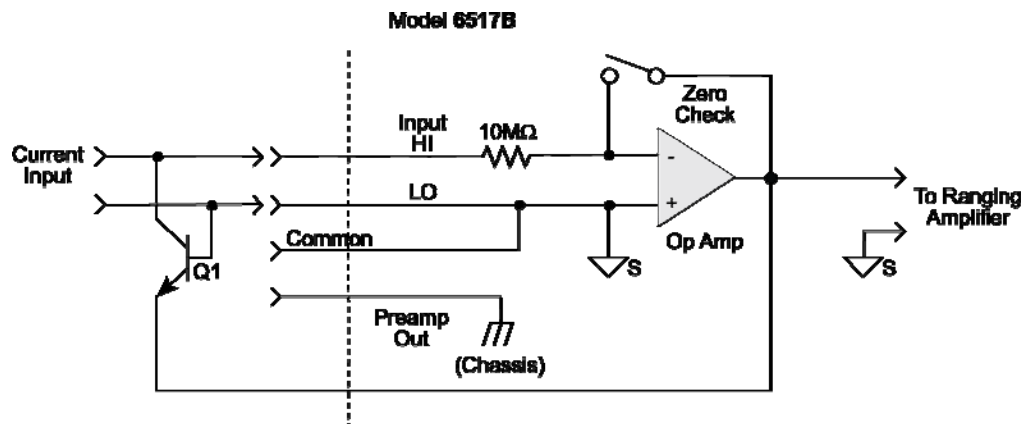 Model 6517B
Zero
Check
Input
HI
10MΩ
Current
Input
-
LO
+
To Ranging
Amplifier
Common
Op Amp
S
S
Q1
Preamp
Out
(Chassis)